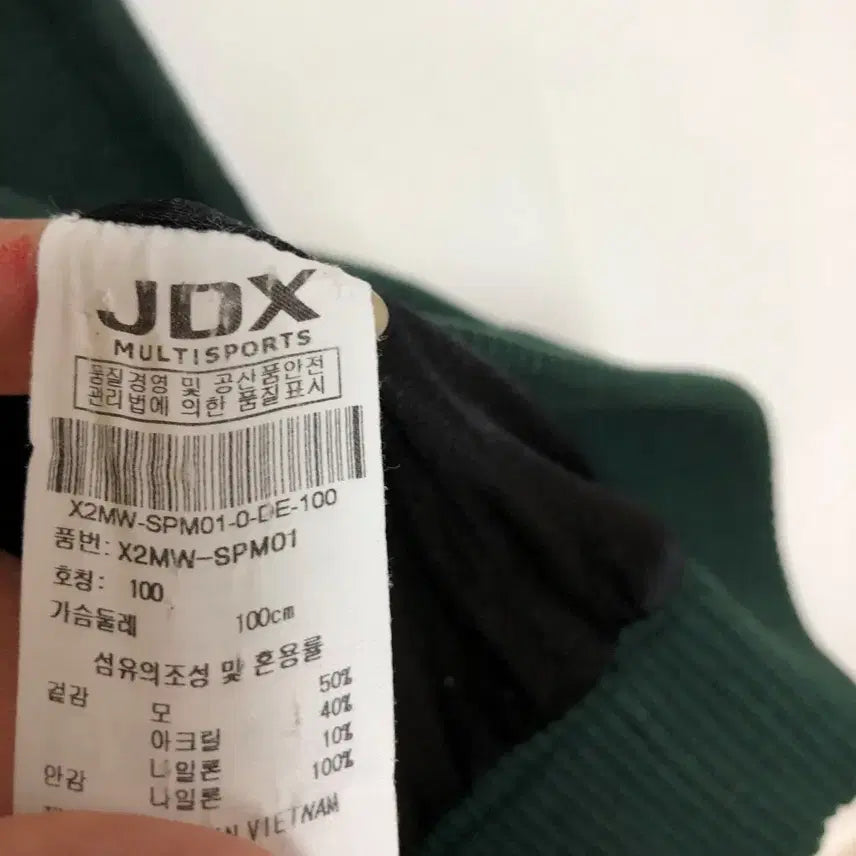 JDX
MULTISPORTS
품질경영 및 공산품안전
관리법에 의한 품질표시
X2MW-SPM01-0-DE-100
품번: X2MW-SPM01
호칭: 100
가슴둘레 100cm
섬유의조성 및 혼용률
겉감 모 50%
아크릴 40%
나일론 10%
안감 나일론 100%
VIETNAM